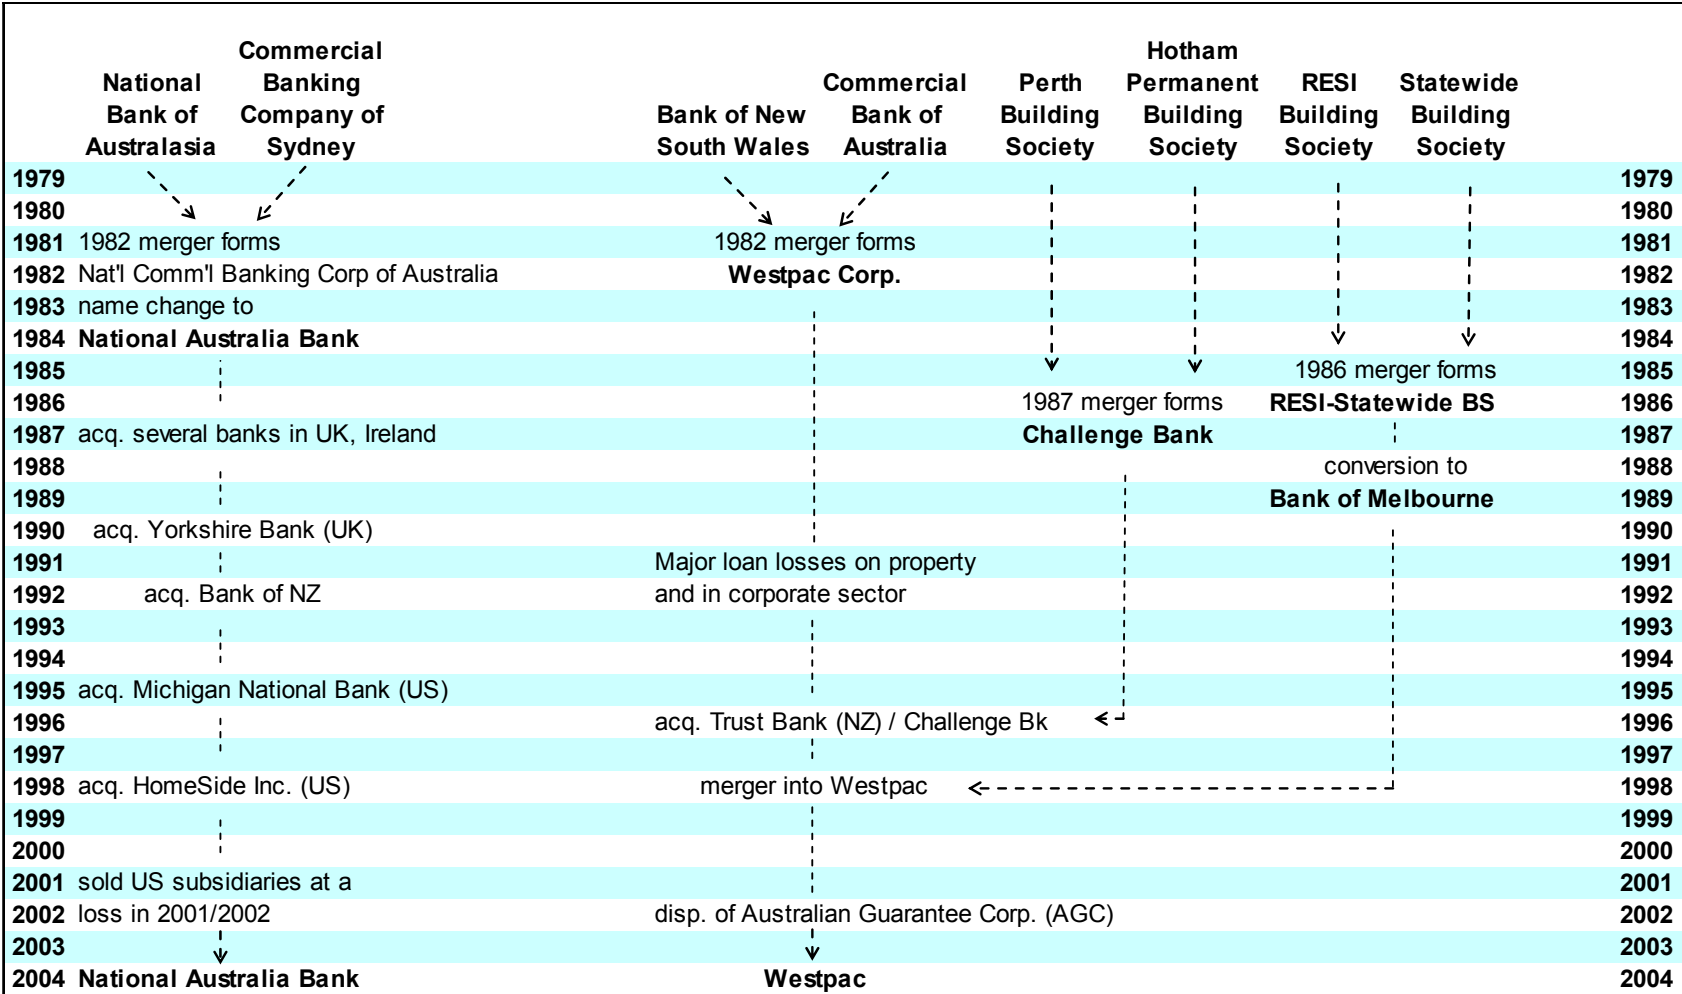 National Bank of Australasia
Commercial Banking Company of Sydney
Bank of New South Wales
Commercial Bank of Australia
Perth Building Society
Hotham Permanent Building Society
RESI Building Society
Statewide Building Society
1979 1979
1980 1980
1981 1982 merger forms 1982 merger forms 1981
1982 Nat'l Comm'l Banking Corp of Australia Westpac Corp. 1982
1983 name change to 1983
1984 National Australia Bank 1984
1985 1986 merger forms 1985
1986 1987 merger forms RESI-Statewide BS 1986
1987 acq. several banks in UK, Ireland Challenge Bank 1987
1988 conversion to 1988
1989 Bank of Melbourne 1989
1990 acq. Yorkshire Bank (UK) 1990
1991 Major loan losses on property 1991
1992 acq. Bank of NZ and in corporate sector 1992
1993 1993
1994 1994
1995 acq. Michigan National Bank (US) 1995
1996 acq. Trust Bank (NZ) / Challenge Bk 1996
1997 1997
1998 acq. HomeSide Inc. (US) merger into Westpac 1998
1999 1999
2000 2000
2001 sold US subsidiaries at a 2001
2002 loss in 2001/2002 disp. of Australian Guarantee Corp. (AGC) 2002
2003 2003
2004 National Australia Bank Westpac 2004